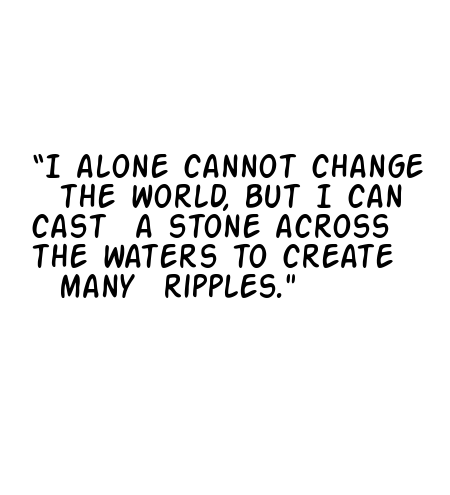 "I ALONE CANNOT CHANGE
THE WORLD, BUT I CAN
CAST A STONE ACROSS
THE WATERS TO CREATE
MANY RIPPLES."